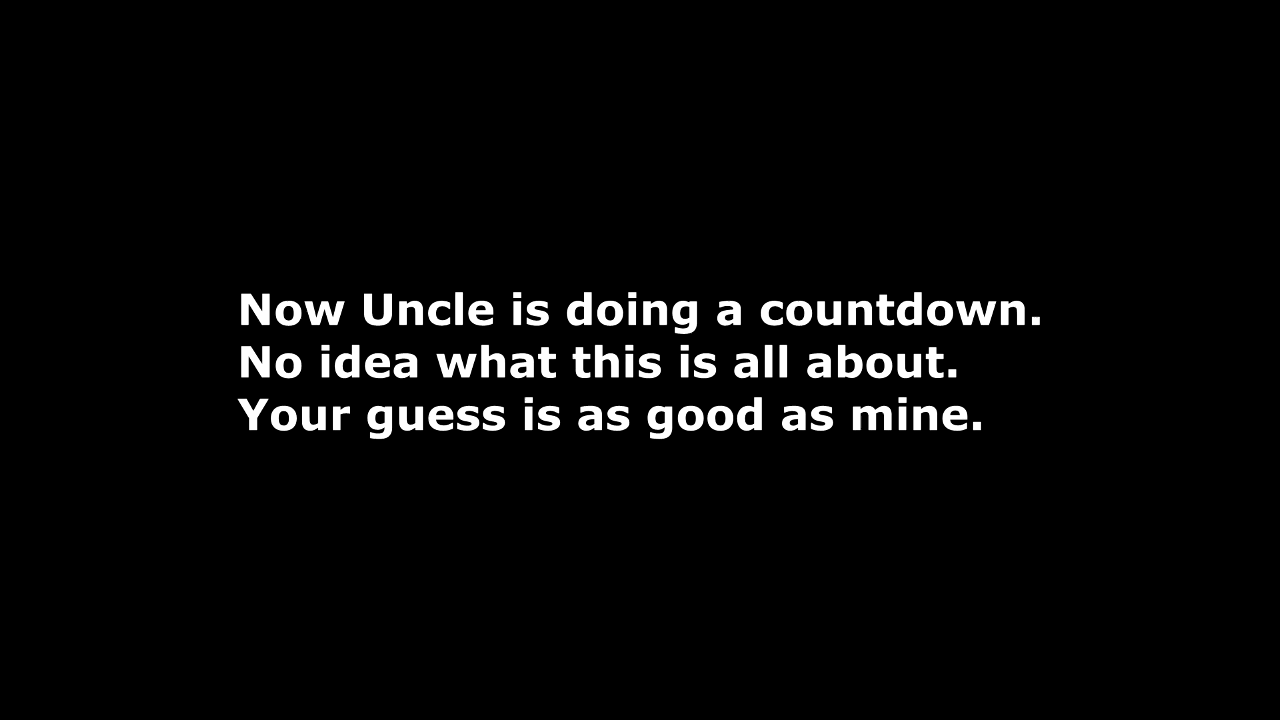 Now Uncle is doing a countdown.
No idea what this is all about.
Your guess is as good as mine.